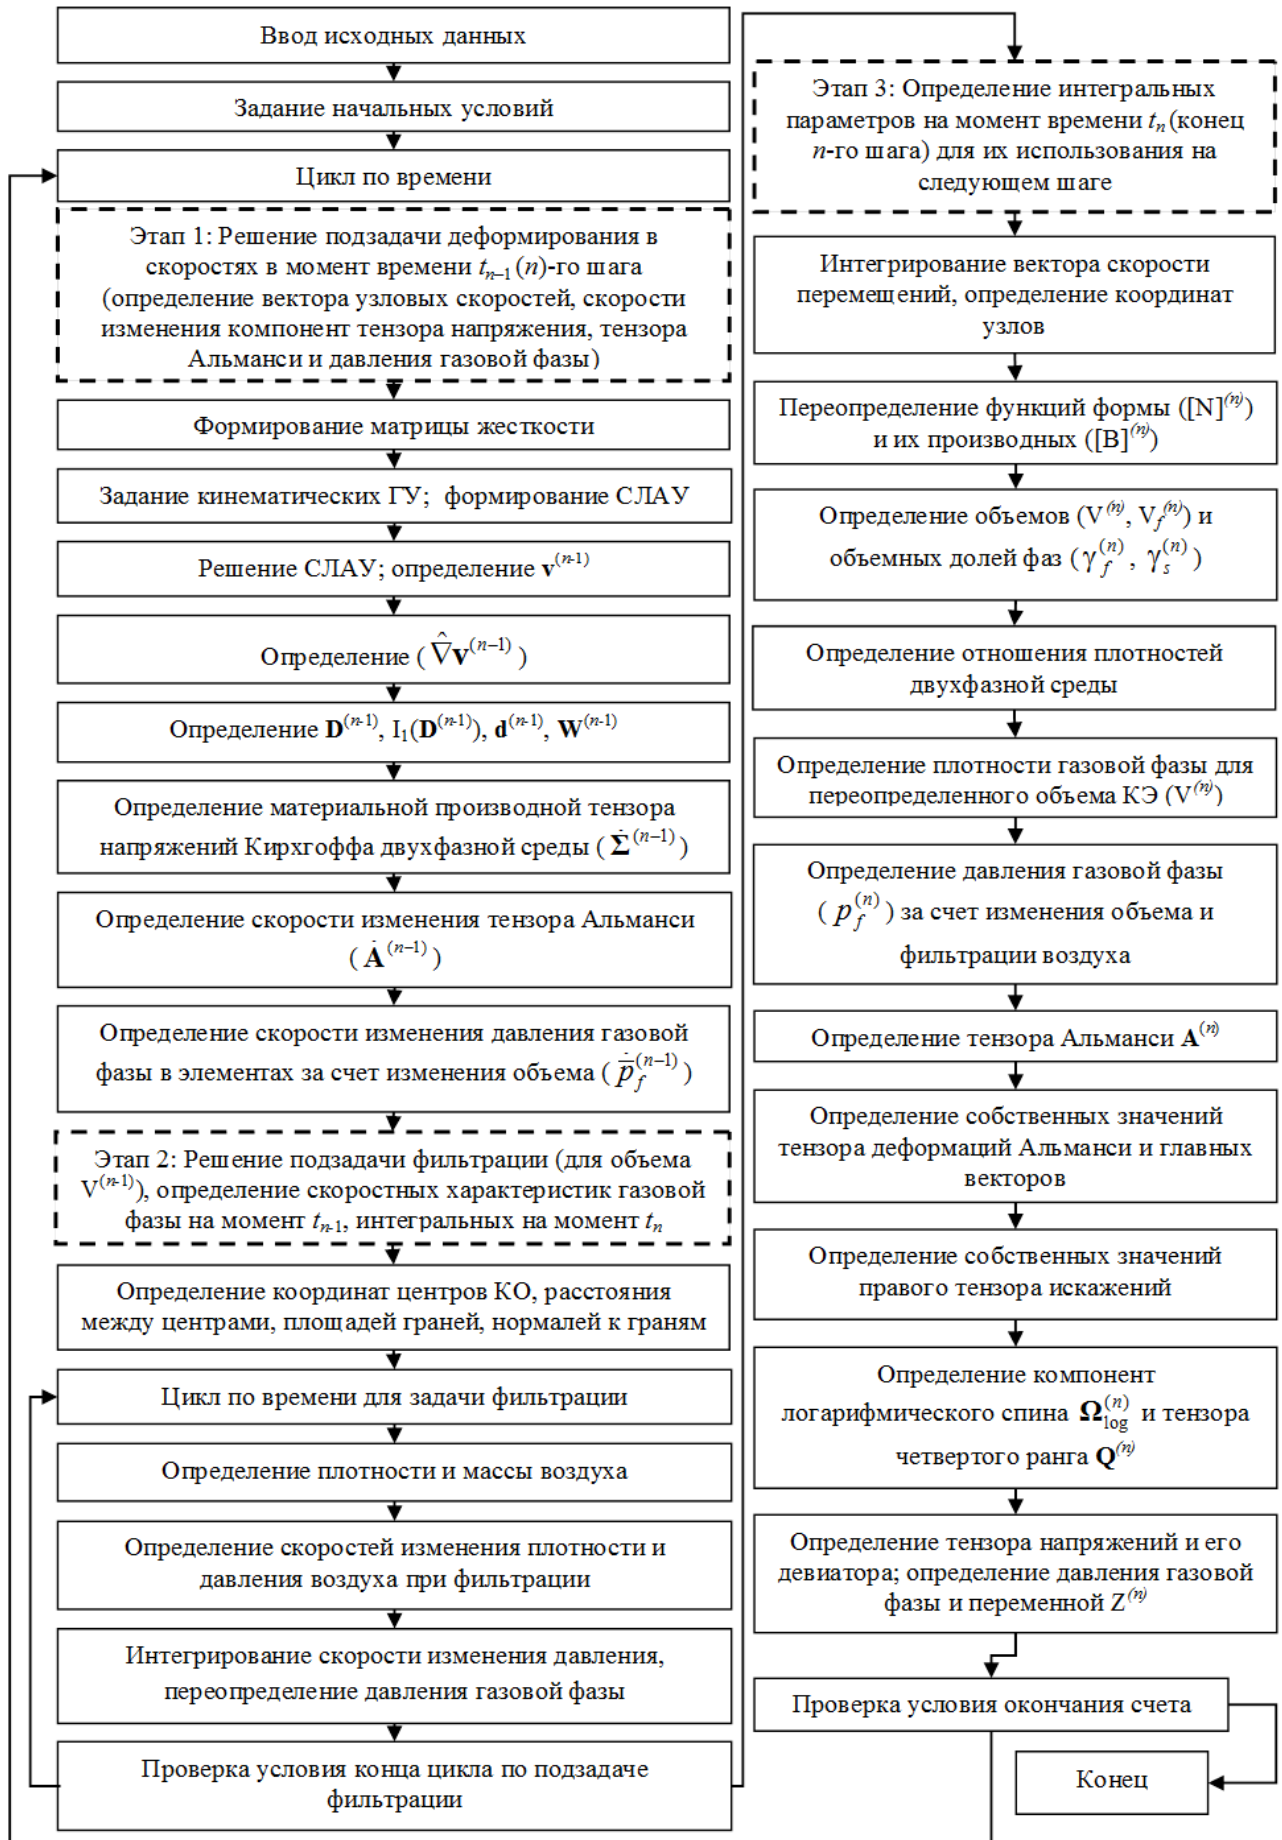 Ввод исходных данных
Задание начальных условий
Цикл по времени
Этап 1: Решение подзадачи деформирования в
скоростях в момент времени tₙ₋₁ (n)-го шага
(определение вектора узловых скоростей, скорости
изменения компонент тензора напряжения, тензора
Альманси и давления газовой фазы)
Формирование матрицы жесткости
Задание кинематических ГУ; формирование СЛАУ
Решение СЛАУ; определение v⁽ⁿ⁻¹⁾
Определение ( ∇̂v⁽ⁿ⁻¹⁾ )
Определение D⁽ⁿ⁻¹⁾, I₁(D⁽ⁿ⁻¹⁾), d⁽ⁿ⁻¹⁾, W⁽ⁿ⁻¹⁾
Определение материальной производной тензора
напряжений Кирхгоффа двухфазной среды ( Σ̇⁽ⁿ⁻¹⁾ )
Определение скорости изменения тензора Альманси
( Ȧ⁽ⁿ⁻¹⁾ )
Определение скорости изменения давления газовой
фазы в элементах за счет изменения объема ( p̄̇_f⁽ⁿ⁻¹⁾ )
Этап 2: Решение подзадачи фильтрации (для объема
V⁽ⁿ⁻¹⁾), определение скоростных характеристик газовой
фазы на момент tₙ₋₁, интегральных на момент tₙ
Определение координат центров КО, расстояния
между центрами, площадей граней, нормалей к граням
Цикл по времени для задачи фильтрации
Определение плотности и массы воздуха
Определение скоростей изменения плотности и
давления воздуха при фильтрации
Интегрирование скорости изменения давления,
переопределение давления газовой фазы
Проверка условия конца цикла по подзадаче
фильтрации
Этап 3: Определение интегральных
параметров на момент времени tₙ (конец
n-го шага) для их использования на
следующем шаге
Интегрирование вектора скорости
перемещений, определение координат
узлов
Переопределение функций формы ([N]⁽ⁿ⁾)
и их производных ([B]⁽ⁿ⁾)
Определение объемов (V⁽ⁿ⁾, V_f⁽ⁿ⁾) и
объемных долей фаз ( γ_f⁽ⁿ⁾, γ_s⁽ⁿ⁾ )
Определение отношения плотностей
двухфазной среды
Определение плотности газовой фазы для
переопределенного объема КЭ (V⁽ⁿ⁾)
Определение давления газовой фазы
( p_f⁽ⁿ⁾ ) за счет изменения объема и
фильтрации воздуха
Определение тензора Альманси A⁽ⁿ⁾
Определение собственных значений
тензора деформаций Альманси и главных
векторов
Определение собственных значений
правого тензора искажений
Определение компонент
логарифмического спина Ω_log⁽ⁿ⁾ и тензора
четвертого ранга Q⁽ⁿ⁾
Определение тензора напряжений и его
девиатора; определение давления газовой
фазы и переменной Z⁽ⁿ⁾
Проверка условия окончания счета
Конец